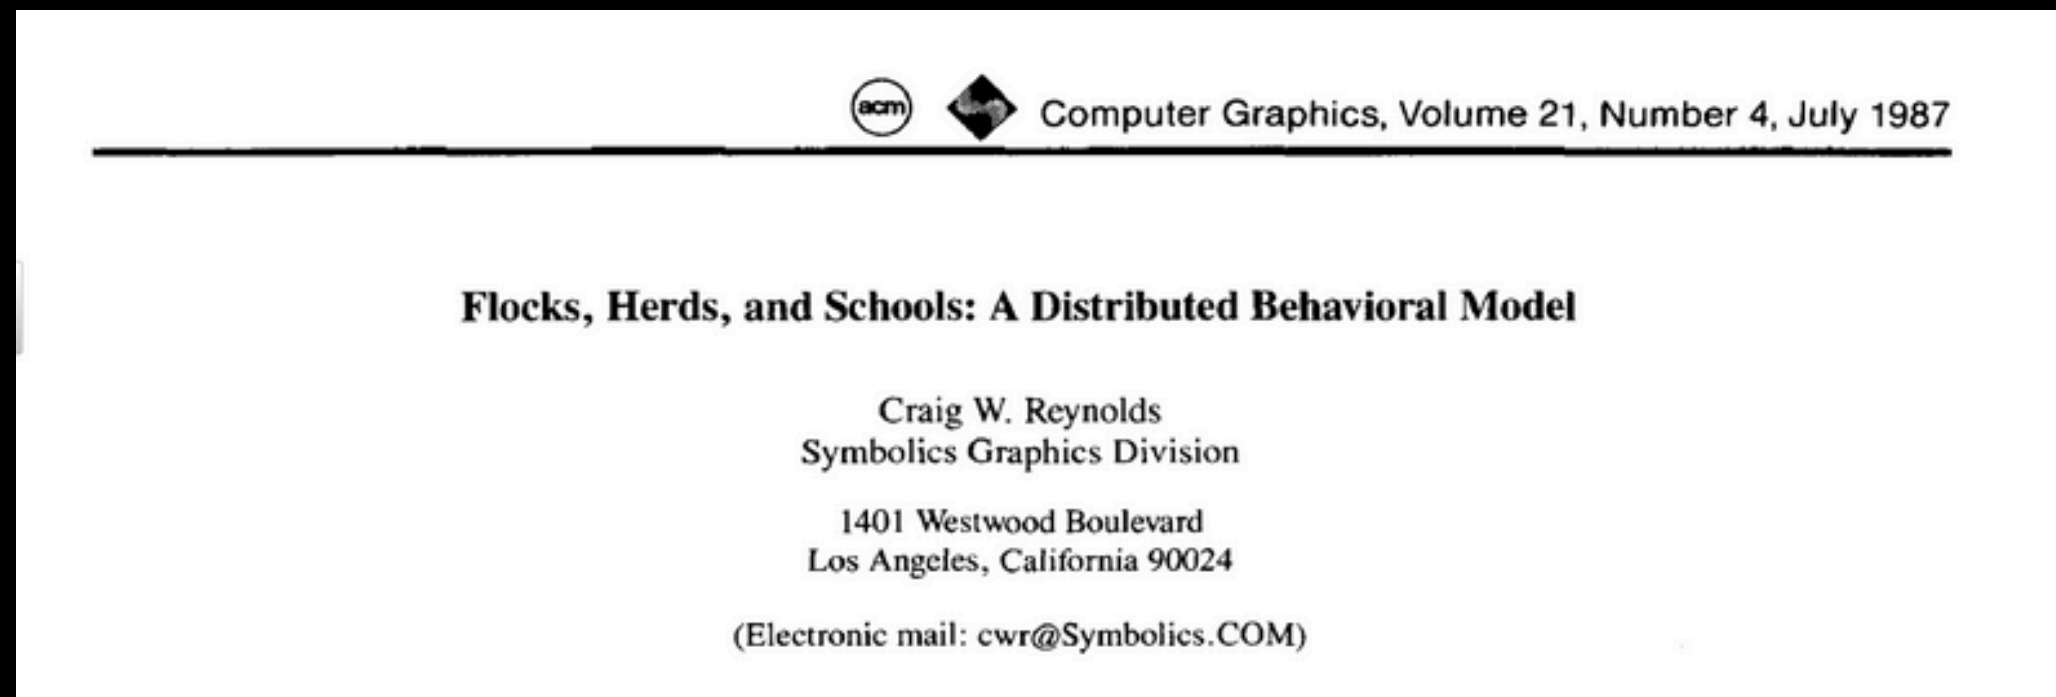 acm Computer Graphics, Volume 21, Number 4, July 1987
Flocks, Herds, and Schools: A Distributed Behavioral Model
Craig W. Reynolds
Symbolics Graphics Division
1401 Westwood Boulevard
Los Angeles, California 90024
(Electronic mail: cwr@Symbolics.COM)